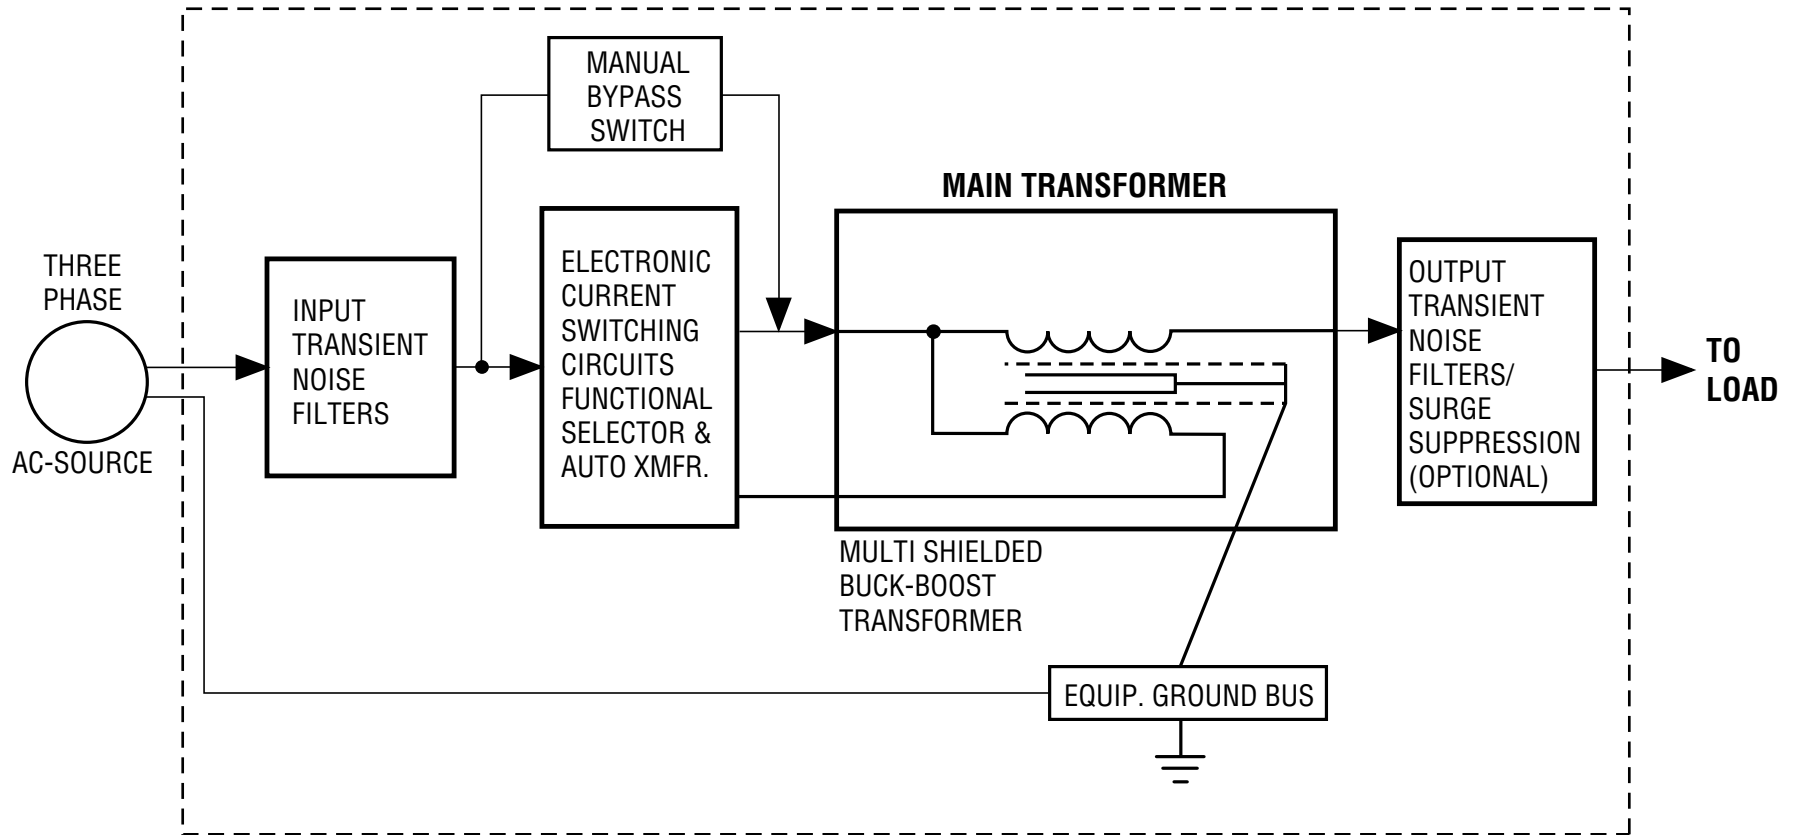 MANUAL
BYPASS
SWITCH
MAIN TRANSFORMER
THREE
PHASE
AC-SOURCE
INPUT
TRANSIENT
NOISE
FILTERS
ELECTRONIC
CURRENT
SWITCHING
CIRCUITS
FUNCTIONAL
SELECTOR &
AUTO XMFR.
OUTPUT
TRANSIENT
NOISE
FILTERS/
SURGE
SUPPRESSION
(OPTIONAL)
TO
LOAD
MULTI SHIELDED
BUCK-BOOST
TRANSFORMER
EQUIP. GROUND BUS